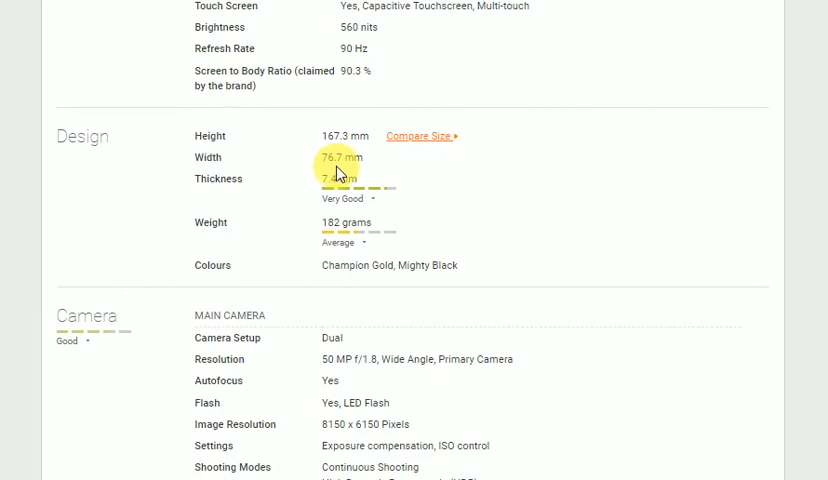 Touch Screen Yes, Capacitive Touchscreen, Multi-touch
Brightness 560 nits
Refresh Rate 90 Hz
Screen to Body Ratio (claimed 90.3 %
by the brand)
Design Height 167.3 mm Compare Size
Width 76.7 mm
Thickness
Very Good
Weight 182 grams
Average
Colours Champion Gold, Mighty Black
Camera MAIN CAMERA
Good
Camera Setup Dual
Resolution 50 MP f/1.8, Wide Angle, Primary Camera
Autofocus Yes
Flash Yes, LED Flash
Image Resolution 8150 x 6150 Pixels
Settings Exposure compensation, ISO control
Shooting Modes Continuous Shooting